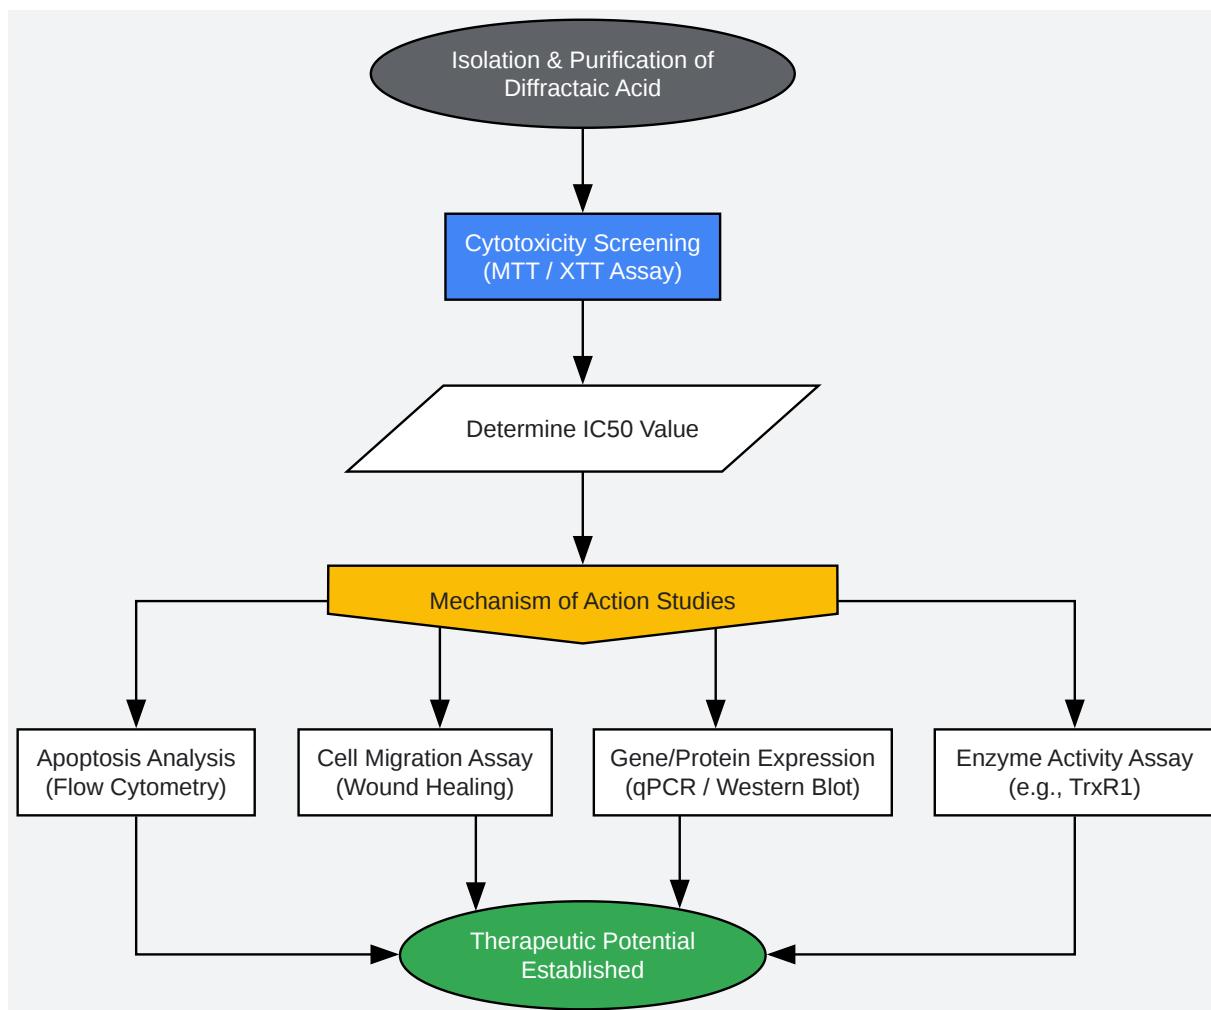 Isolation & Purification of
Diffractaic Acid
Cytotoxicity Screening
(MTT / XTT Assay)
Determine IC50 Value
Mechanism of Action Studies
Apoptosis Analysis
(Flow Cytometry)
Cell Migration Assay
(Wound Healing)
Gene/Protein Expression
(qPCR / Western Blot)
Enzyme Activity Assay
(e.g., TrxR1)
Therapeutic Potential
Established